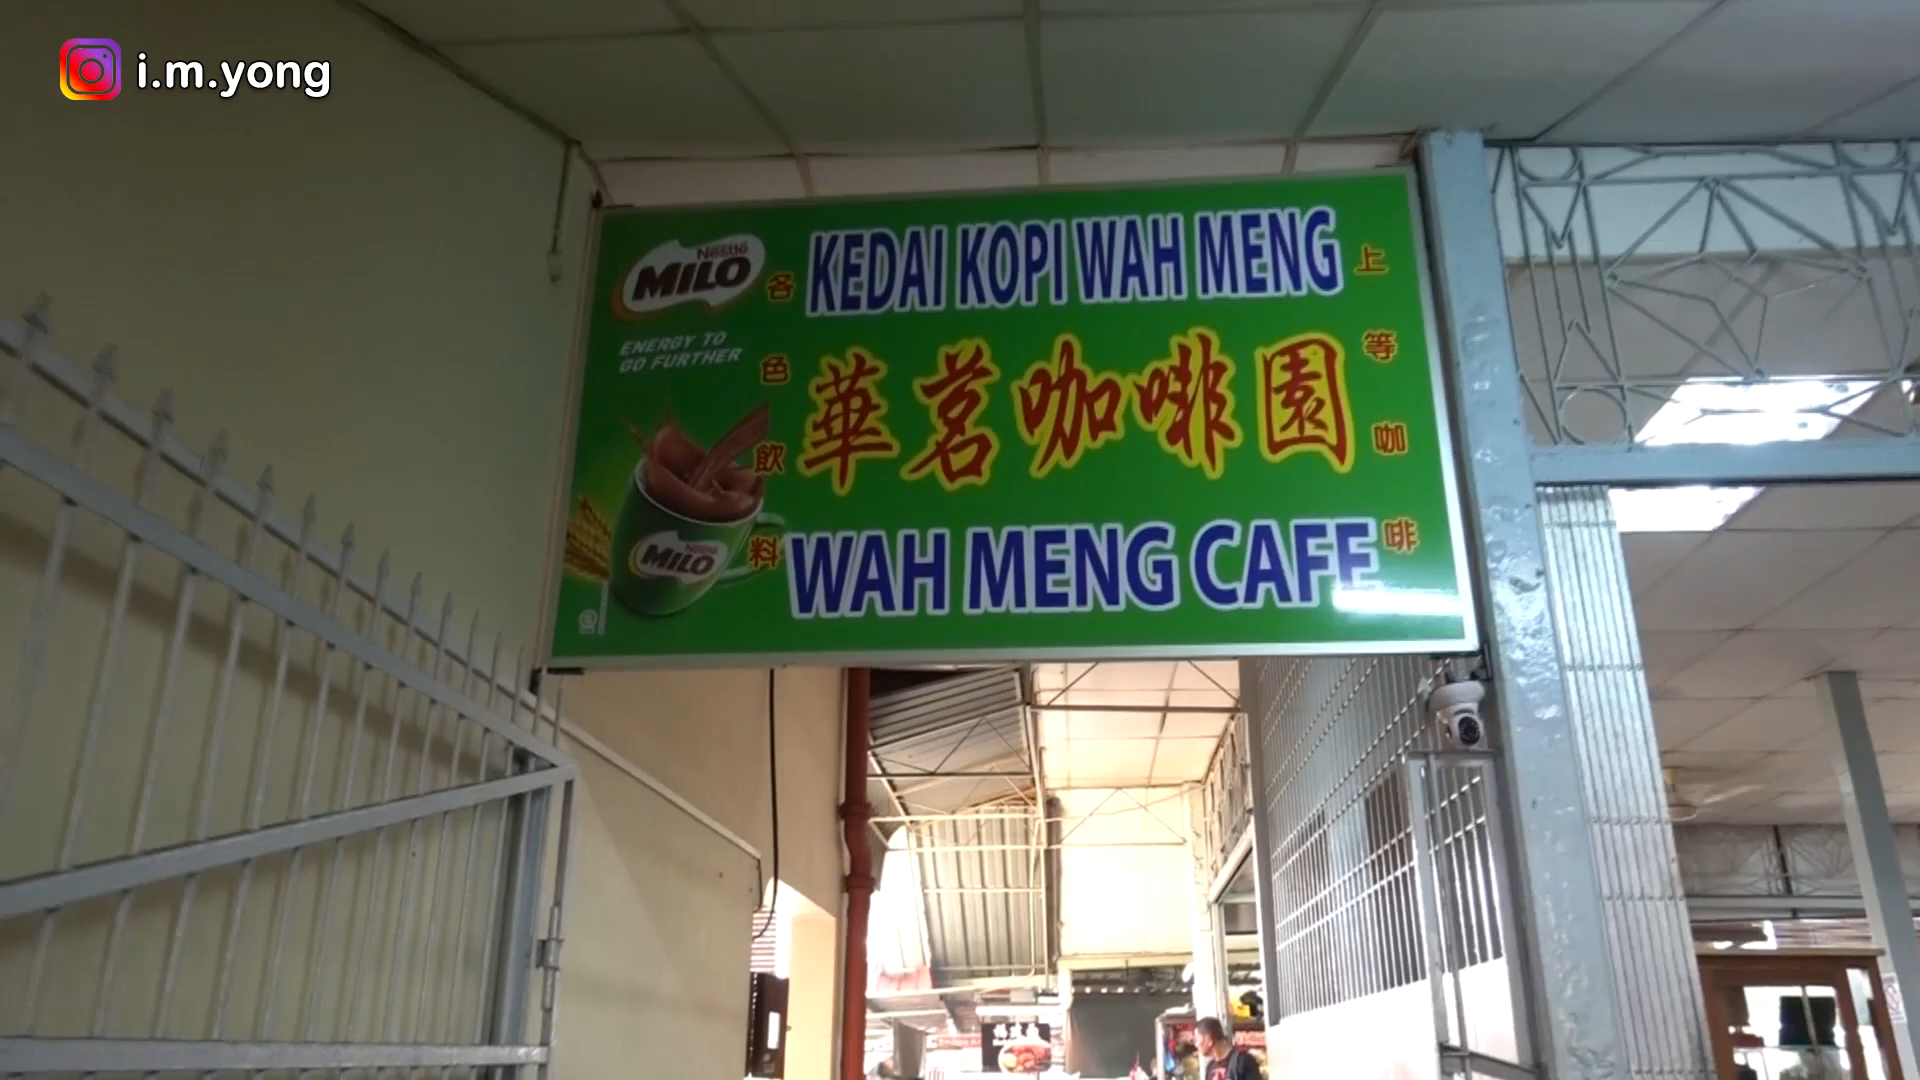 i.m.yong
Nestlé
MILO
ENERGY TO
GO FURTHER
KEDAI KOPI WAH MENG
各色飲料
華茗咖啡園
上等咖啡
WAH MENG CAFE
Nestlé
MILO